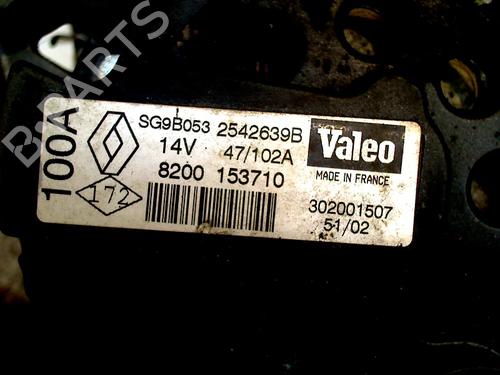 B-PARTS
100A
SG9B053 2542639B
14V 47/102A
8200 153710
172
Valeo
MADE IN FRANCE
302001507
51/02